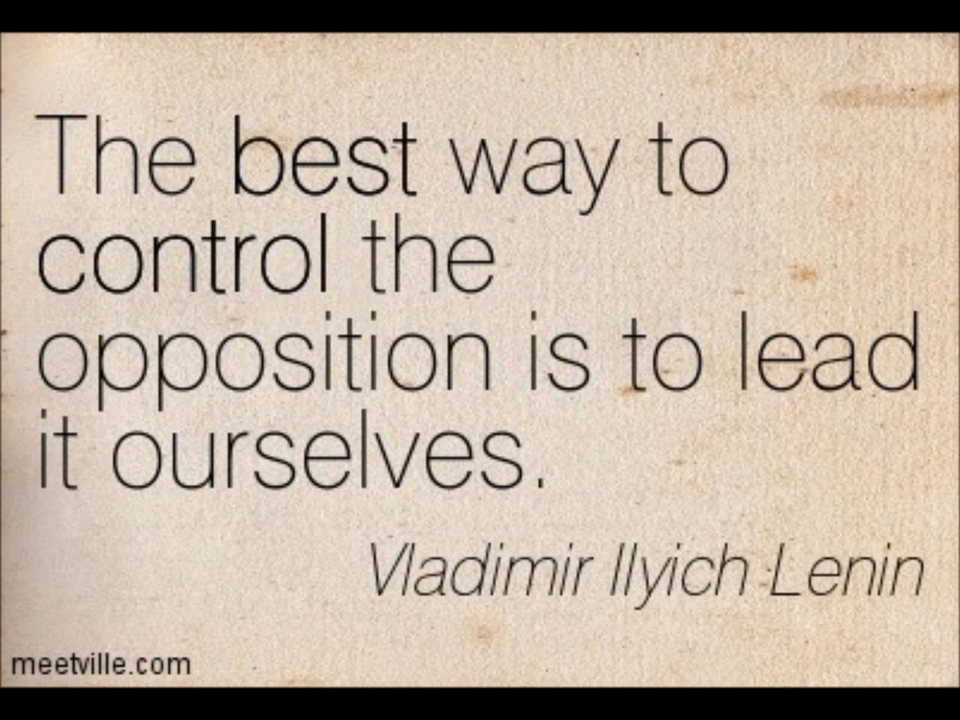 The best way to
control the
opposition is to lead
it ourselves.
Vladimir Ilyich Lenin
meetville.com